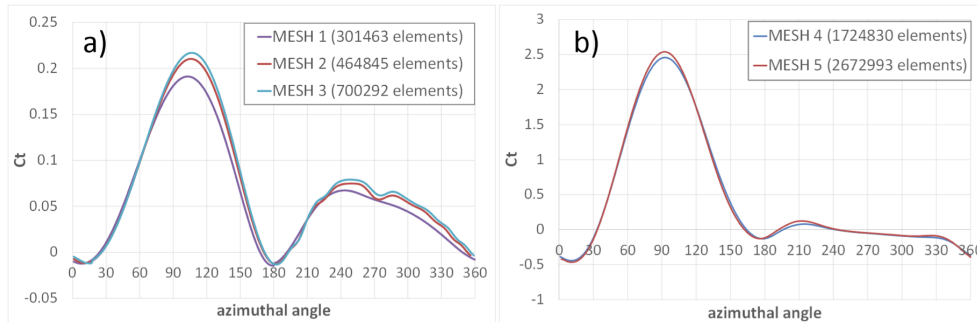 a)
MESH 1 (301463 elements)
MESH 2 (464845 elements)
MESH 3 (700292 elements)
0.25
0.2
0.15
0.1
0.05
0
-0.05
Ct
0 30 60 90 120 150 180 210 240 270 300 330 360
azimuthal angle
b)
MESH 4 (1724830 elements)
MESH 5 (2672993 elements)
3
2.5
2
1.5
1
0.5
0
-0.5
-1
Ct
0 30 60 90 120 150 180 210 240 270 300 330 360
azimuthal angle